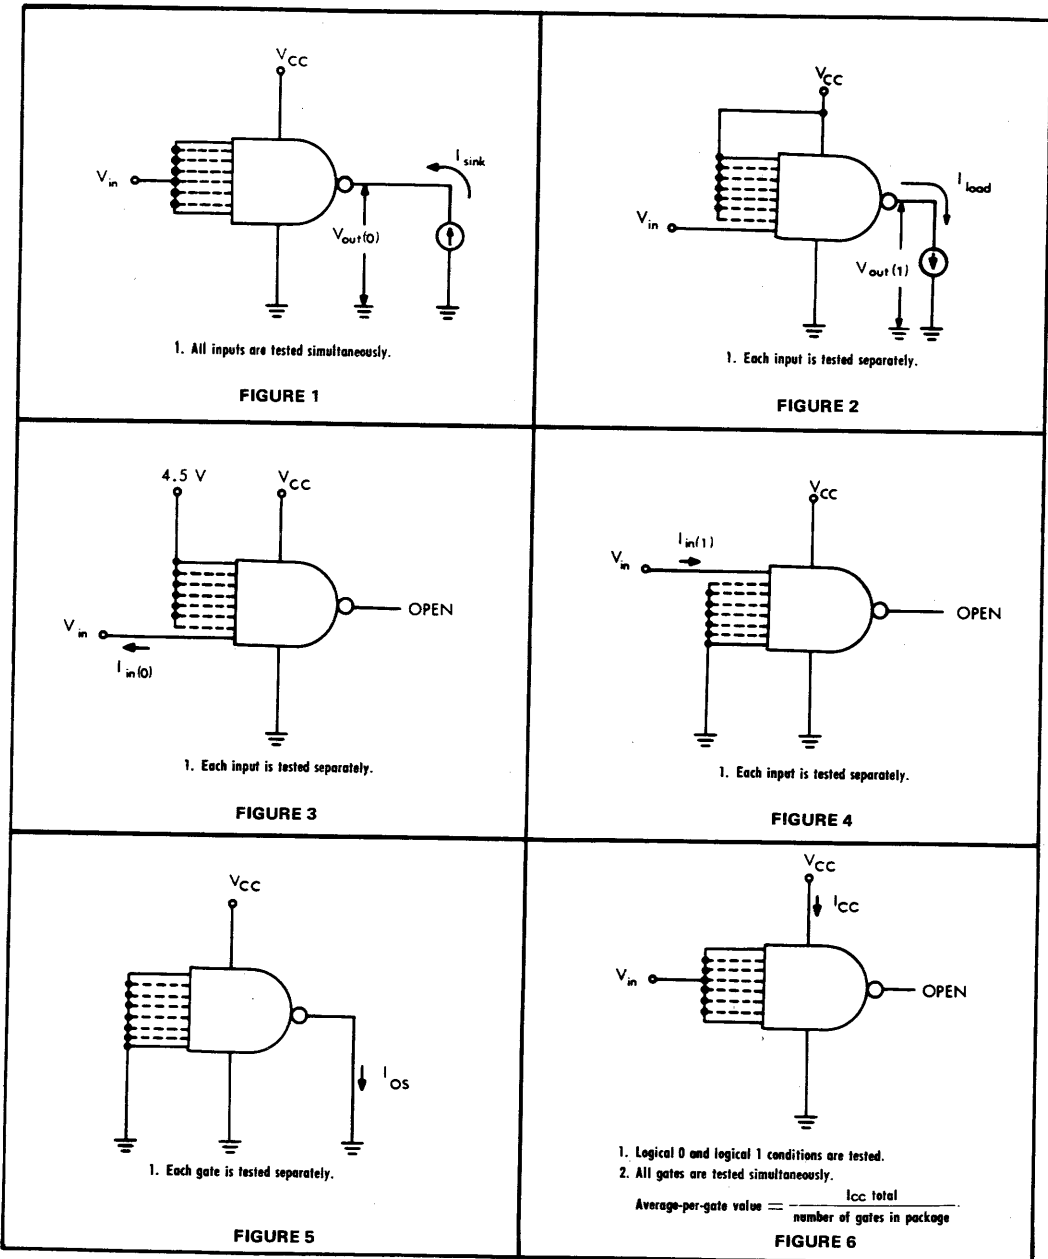 VCC
Vin
Isink
Vout(0)
1. All inputs are tested simultaneously.
FIGURE 1
VCC
Iload
Vin
Vout(1)
1. Each input is tested separately.
FIGURE 2
4.5 V
VCC
OPEN
Vin
Iin(0)
1. Each input is tested separately.
FIGURE 3
VCC
Iin(1)
Vin
OPEN
1. Each input is tested separately.
FIGURE 4
VCC
IOS
1. Each gate is tested separately.
FIGURE 5
VCC
ICC
Vin
OPEN
1. Logical 0 and logical 1 conditions are tested.
2. All gates are tested simultaneously.
Average-per-gate value = Icc total
number of gates in package
FIGURE 6